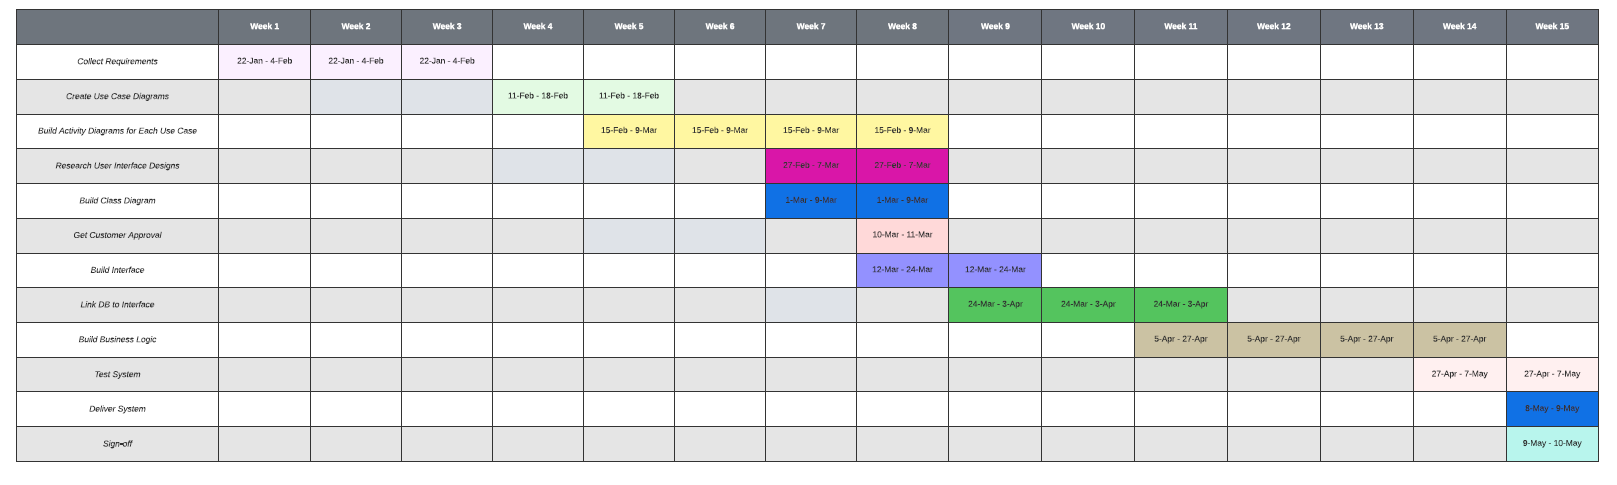 Week 1 Week 2 Week 3 Week 4 Week 5 Week 6 Week 7 Week 8 Week 9 Week 10 Week 11 Week 12 Week 13 Week 14 Week 15
Collect Requirements 22-Jan - 4-Feb 22-Jan - 4-Feb 22-Jan - 4-Feb
Create Use Case Diagrams 11-Feb - 18-Feb 11-Feb - 18-Feb
Build Activity Diagrams for Each Use Case 15-Feb - 9-Mar 15-Feb - 9-Mar 15-Feb - 9-Mar 15-Feb - 9-Mar
Research User Interface Designs 27-Feb - 7-Mar 27-Feb - 7-Mar
Build Class Diagram 1-Mar - 9-Mar 1-Mar - 9-Mar
Get Customer Approval 10-Mar - 11-Mar
Build Interface 12-Mar - 24-Mar 12-Mar - 24-Mar
Link DB to Interface 24-Mar - 3-Apr 24-Mar - 3-Apr 24-Mar - 3-Apr
Build Business Logic 5-Apr - 27-Apr 5-Apr - 27-Apr 5-Apr - 27-Apr 5-Apr - 27-Apr
Test System 27-Apr - 7-May 27-Apr - 7-May
Deliver System 8-May - 9-May
Sign-off 9-May - 10-May